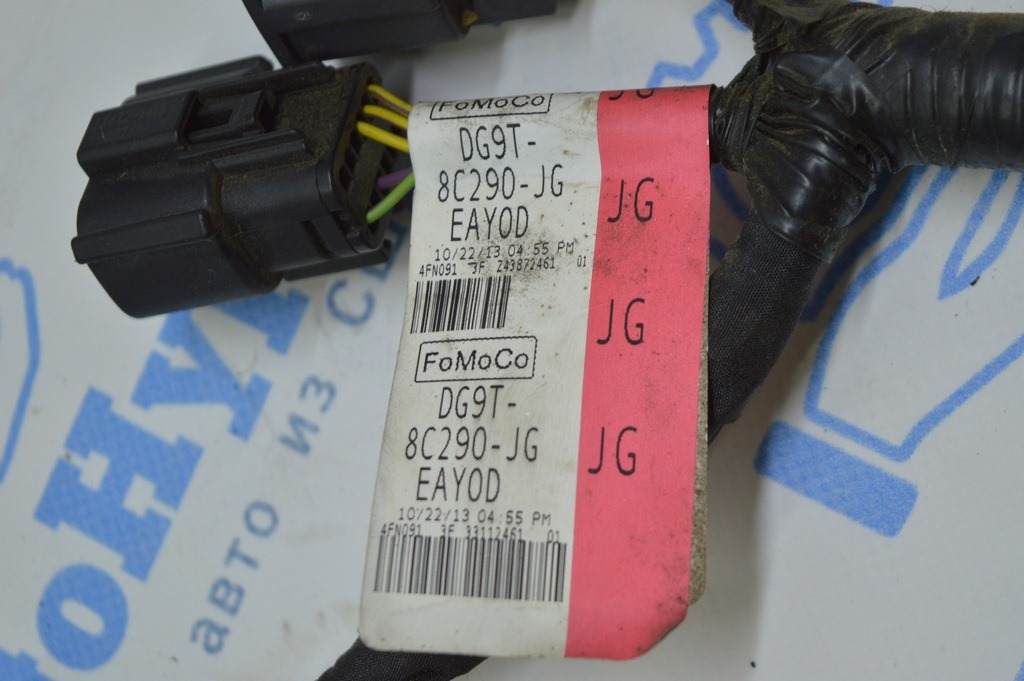 FoMoCo
DG9T-
8C290-JG
EAYOD
10/22/13 04:55 PM
4FN091 3F Z43872461 01
JG
JG
JG
JG
FoMoCo
DG9T-
8C290-JG
EAYOD
10/22/13 04:55 PM
4FN091 3F 33112461 01
авто из